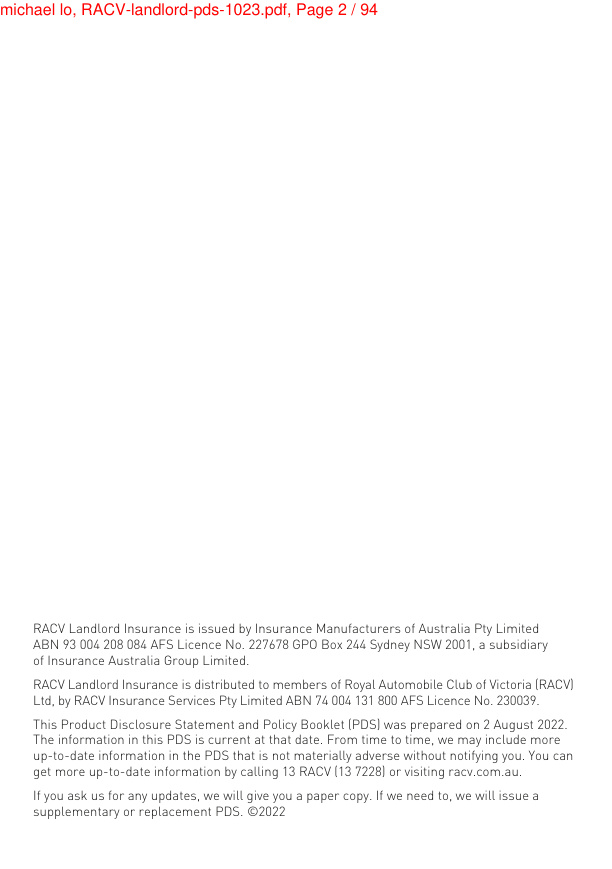 michael lo, RACV-landlord-pds-1023.pdf, Page 2 / 94
RACV Landlord Insurance is issued by Insurance Manufacturers of Australia Pty Limited
ABN 93 004 208 084 AFS Licence No. 227678 GPO Box 244 Sydney NSW 2001, a subsidiary
of Insurance Australia Group Limited.
RACV Landlord Insurance is distributed to members of Royal Automobile Club of Victoria (RACV)
Ltd, by RACV Insurance Services Pty Limited ABN 74 004 131 800 AFS Licence No. 230039.
This Product Disclosure Statement and Policy Booklet (PDS) was prepared on 2 August 2022.
The information in this PDS is current at that date. From time to time, we may include more
up-to-date information in the PDS that is not materially adverse without notifying you. You can
get more up-to-date information by calling 13 RACV (13 7228) or visiting racv.com.au.
If you ask us for any updates, we will give you a paper copy. If we need to, we will issue a
supplementary or replacement PDS. ©2022